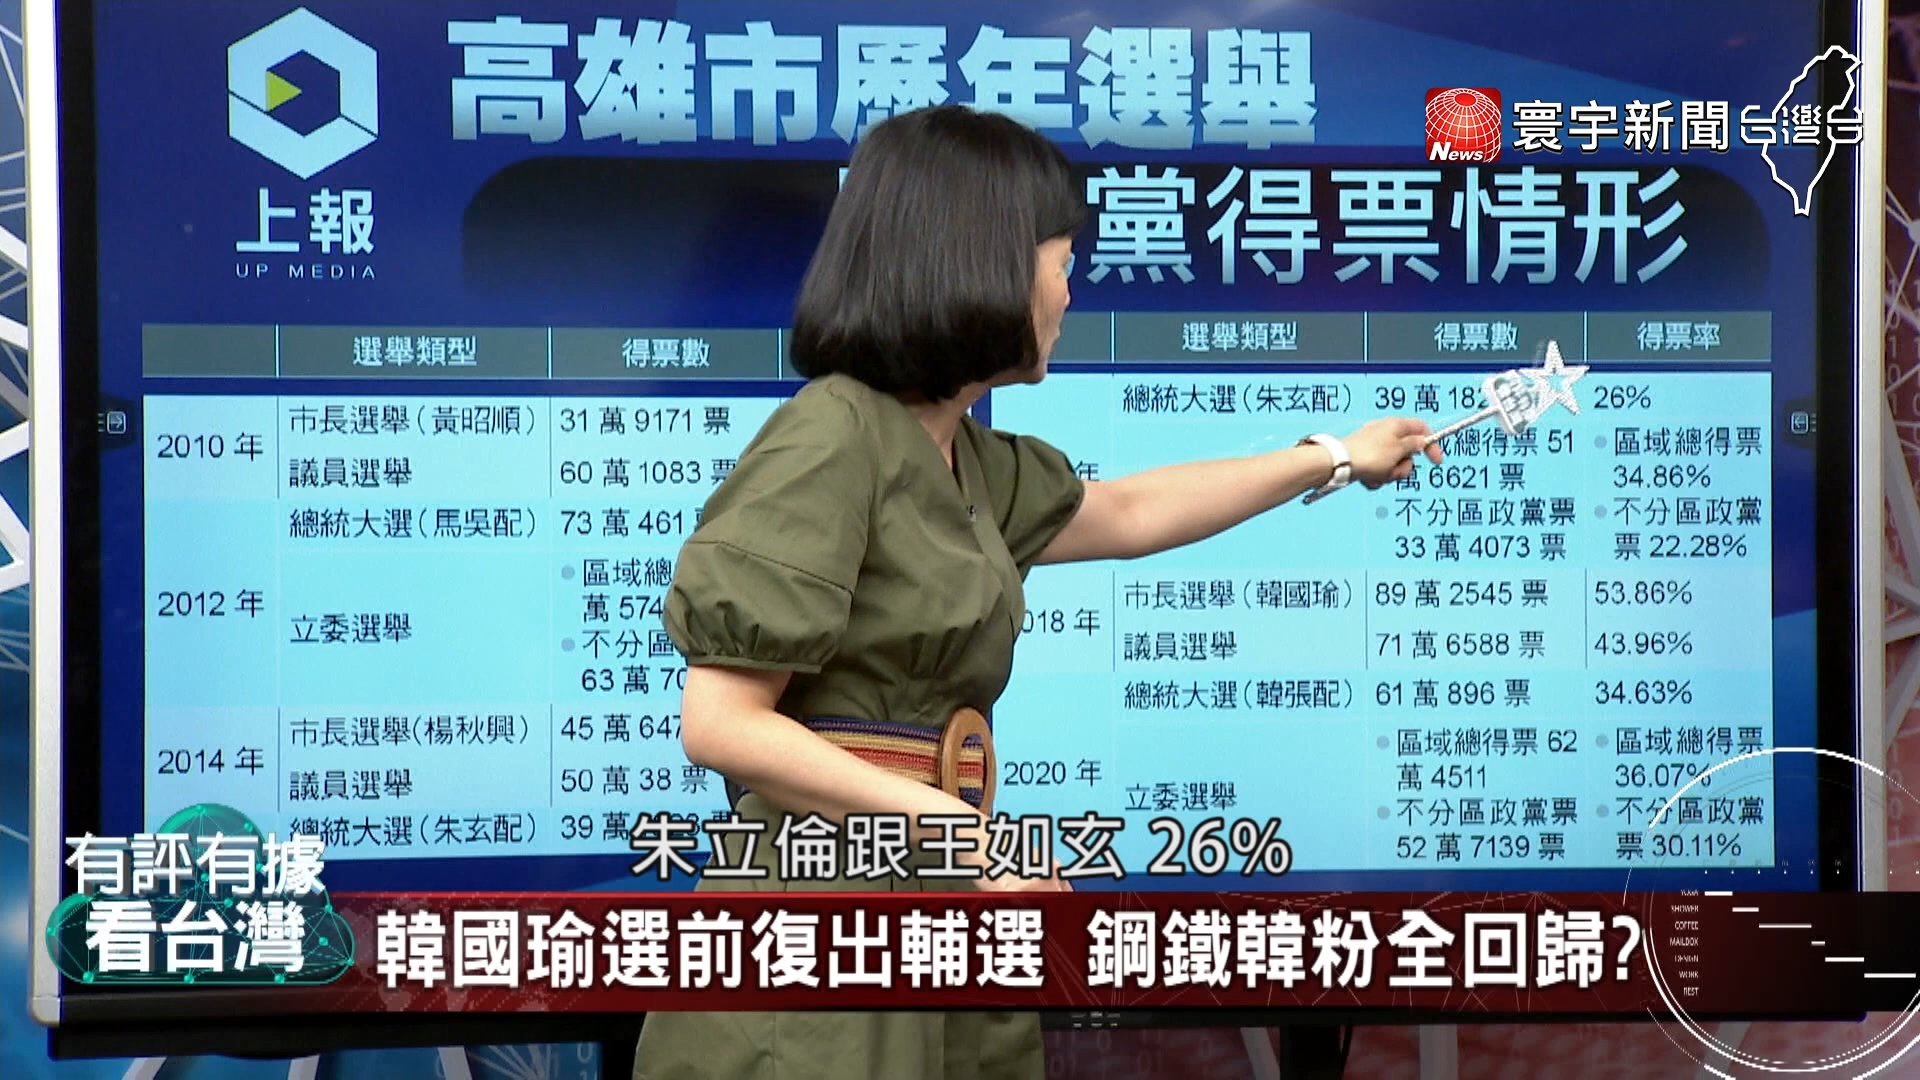 高雄市歷年選舉
寰宇新聞 台灣台
News
黨得票情形
上報
UP MEDIA
選舉類型 得票數
選舉類型 得票數 得票率
2010 年
市長選舉（黃昭順） 31 萬 9171 票
議員選舉 60 萬 1083 票
總統大選（馬吳配） 73 萬 461
2012 年
立委選舉
區域總
萬 574
不分區
63 萬 70
2014 年
市長選舉(楊秋興） 45 萬 647
議員選舉 50 萬 38 票
總統大選（朱玄配） 39 萬
總統大選（朱玄配） 39 萬 182 26%
年
域總得票 51
萬 6621 票
不分區政黨票
33 萬 4073 票
區域總得票
34.86%
不分區政黨
票 22.28%
018 年
市長選舉（韓國瑜） 89 萬 2545 票 53.86%
議員選舉 71 萬 6588 票 43.96%
總統大選（韓張配） 61 萬 896 票 34.63%
2020 年
立委選舉
區域總得票 62
萬 4511
不分區政黨票
52 萬 7139 票
區域總得票
36.07%
不分區政黨
票 30.11%
朱立倫跟王如玄 26%
有評有據
看台灣
韓國瑜選前復出輔選 鋼鐵韓粉全回歸?
SHOWER
COFFEE
MAILBOX
DESIGN
WORK
REST